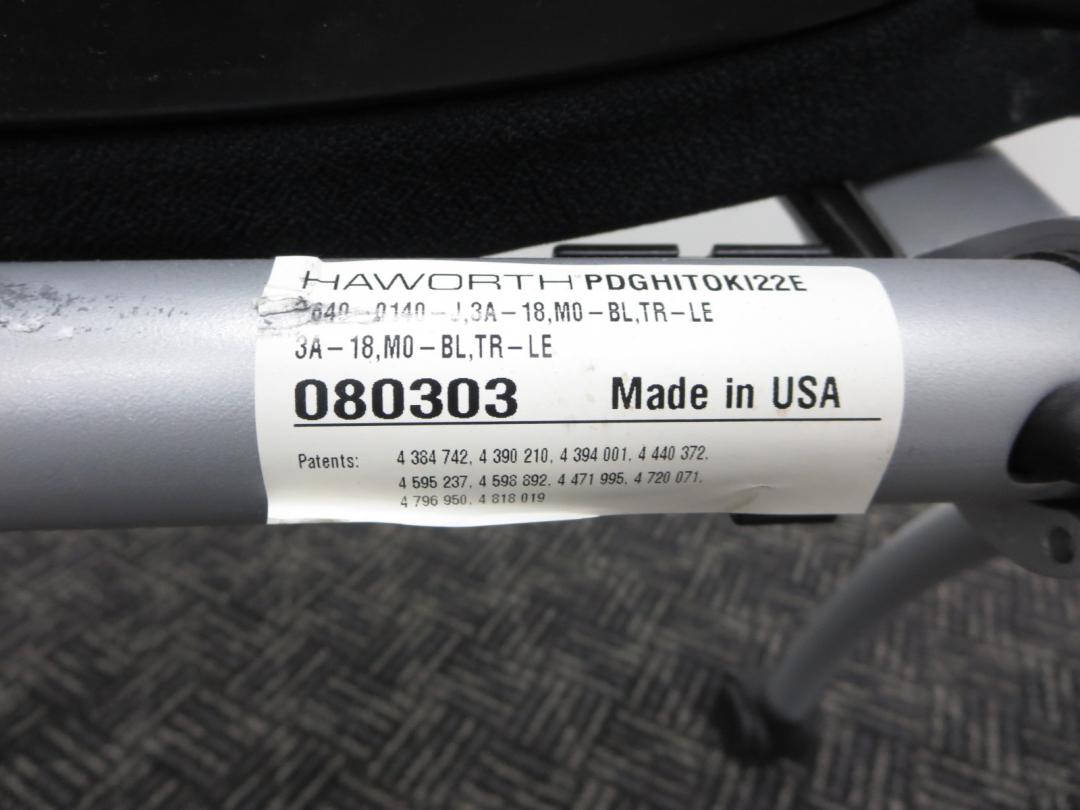 HAWORTH® PDGHITOKI22E
640-0140-J,3A-18,M0-BL,TR-LE
3A-18,M0-BL,TR-LE
080303 Made in USA
Patents: 4 384 742, 4 390 210, 4 394 001, 4 440 372,
4 595 237, 4 598 892, 4 471 995, 4 720 071,
4 796 950, 4 818 019